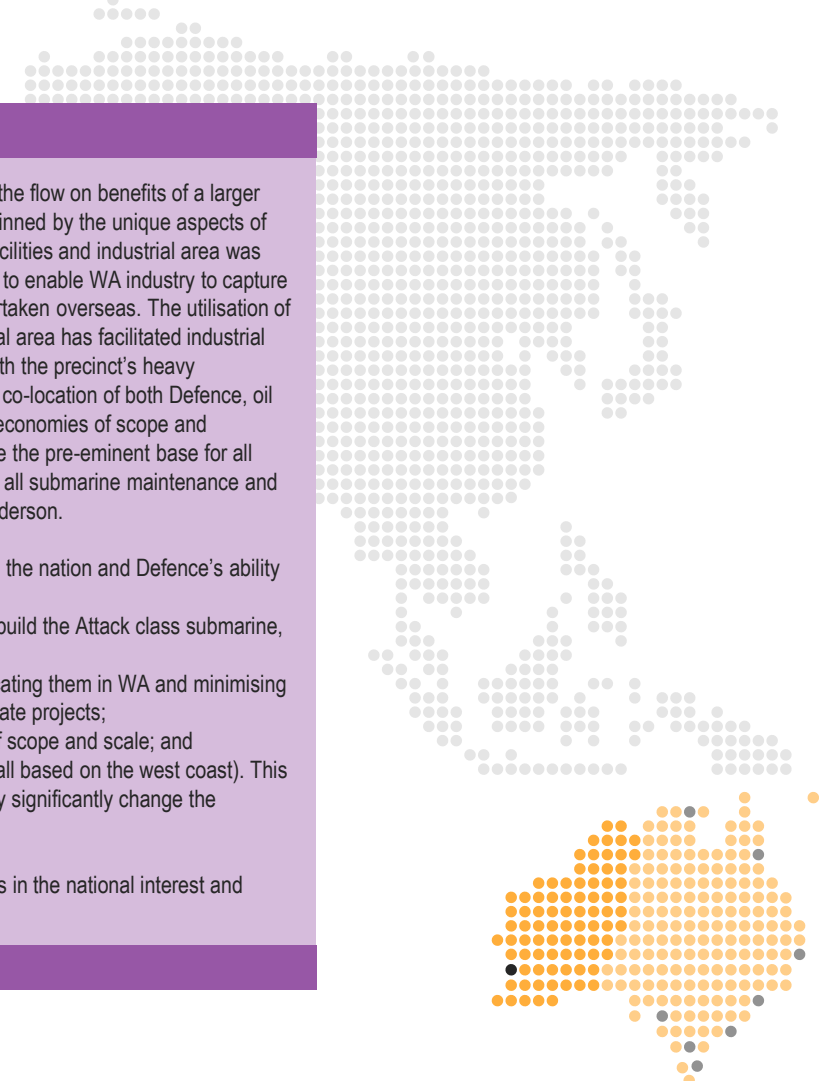 the flow on benefits of a larger
inned by the unique aspects of
cilities and industrial area was
to enable WA industry to capture
rtaken overseas. The utilisation of
al area has facilitated industrial
th the precinct's heavy
co-location of both Defence, oil
economies of scope and
e the pre-eminent base for all
all submarine maintenance and
derson.
the nation and Defence's ability
build the Attack class submarine,
ating them in WA and minimising
ate projects;
f scope and scale; and
all based on the west coast). This
y significantly change the
s in the national interest and